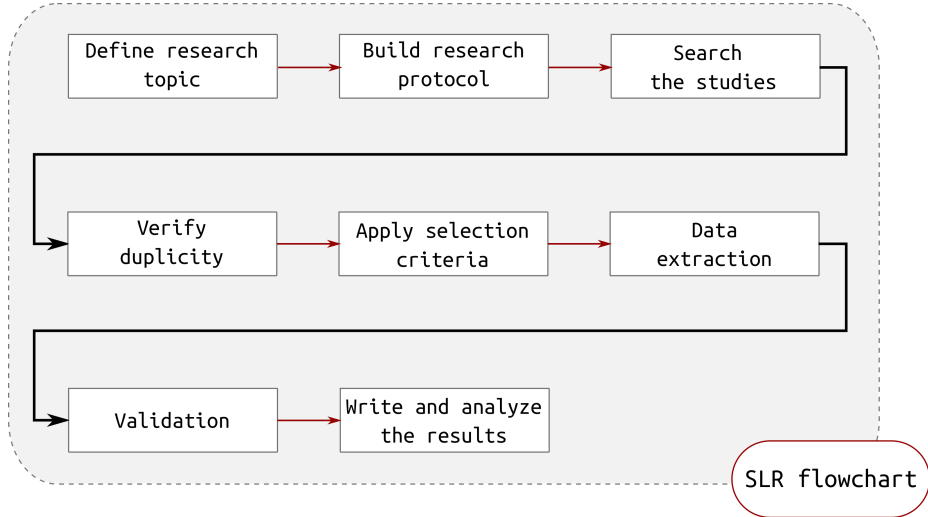 Define research
topic
Build research
protocol
Search
the studies
Verify
duplicity
Apply selection
criteria
Data
extraction
Validation
Write and analyze
the results
SLR flowchart